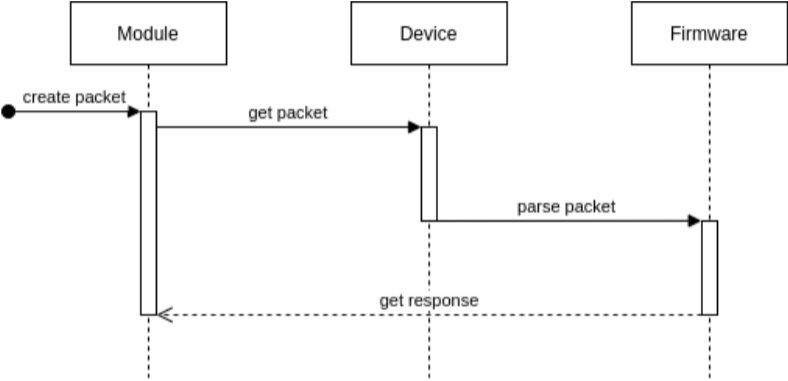 Module
Device
Firmware
create packet
get packet
parse packet
get response